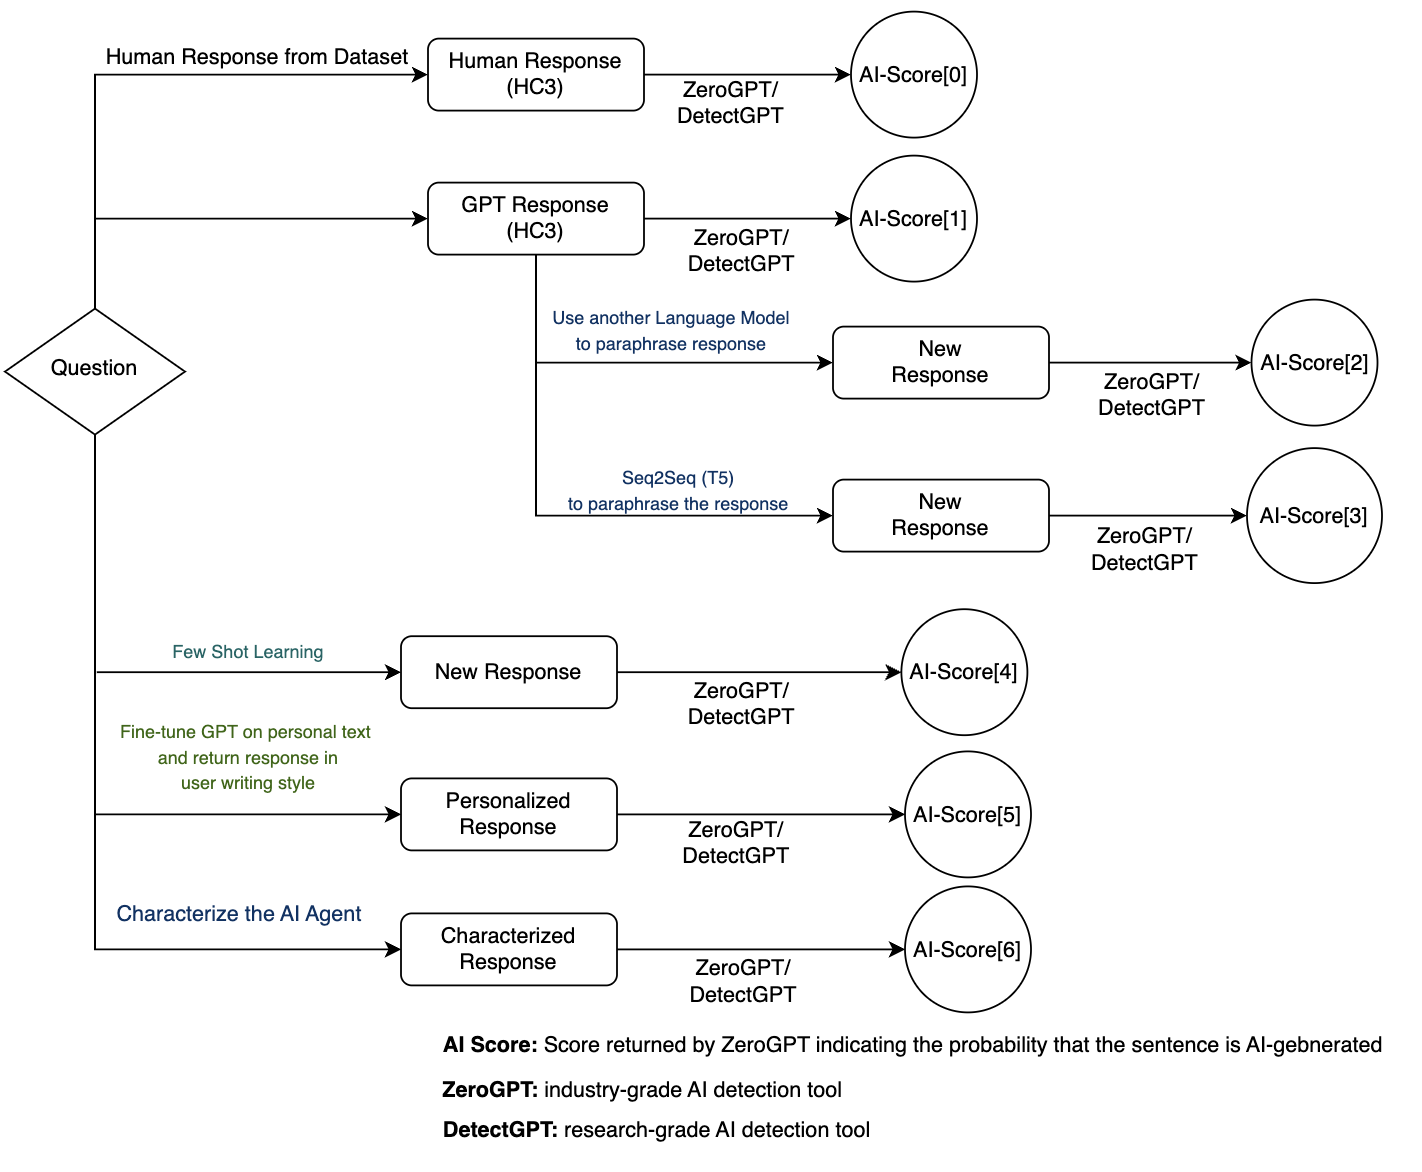 Human Response from Dataset
Human Response
(HC3)
ZeroGPT/
DetectGPT
AI-Score[0]
GPT Response
(HC3)
ZeroGPT/
DetectGPT
AI-Score[1]
Use another Language Model
to paraphrase response
New
Response
ZeroGPT/
DetectGPT
AI-Score[2]
Question
Seq2Seq (T5)
to paraphrase the response
New
Response
ZeroGPT/
DetectGPT
AI-Score[3]
Few Shot Learning
New Response
ZeroGPT/
DetectGPT
AI-Score[4]
Fine-tune GPT on personal text
and return response in
user writing style
Personalized
Response
ZeroGPT/
DetectGPT
AI-Score[5]
Characterize the AI Agent
Characterized
Response
ZeroGPT/
DetectGPT
AI-Score[6]
AI Score: Score returned by ZeroGPT indicating the probability that the sentence is AI-gebnerated
ZeroGPT: industry-grade AI detection tool
DetectGPT: research-grade AI detection tool